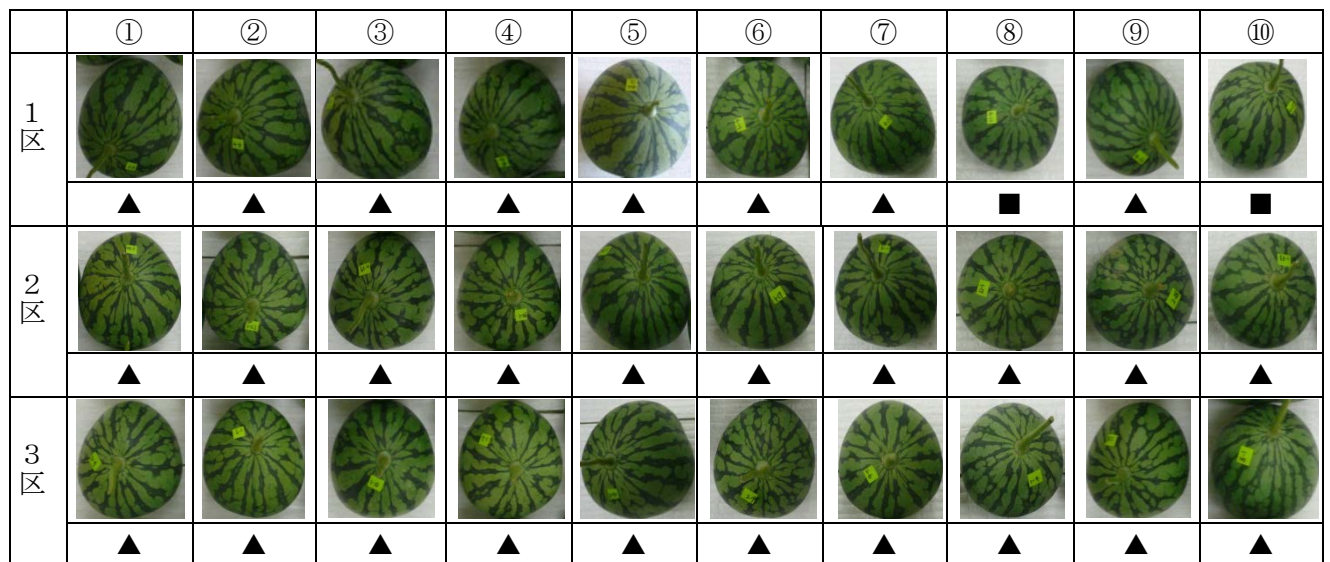 ① ② ③ ④ ⑤ ⑥ ⑦ ⑧ ⑨ ⑩
１区
▲ ▲ ▲ ▲ ▲ ▲ ▲ ■ ▲ ■
２区
▲ ▲ ▲ ▲ ▲ ▲ ▲ ▲ ▲ ▲
３区
▲ ▲ ▲ ▲ ▲ ▲ ▲ ▲ ▲ ▲